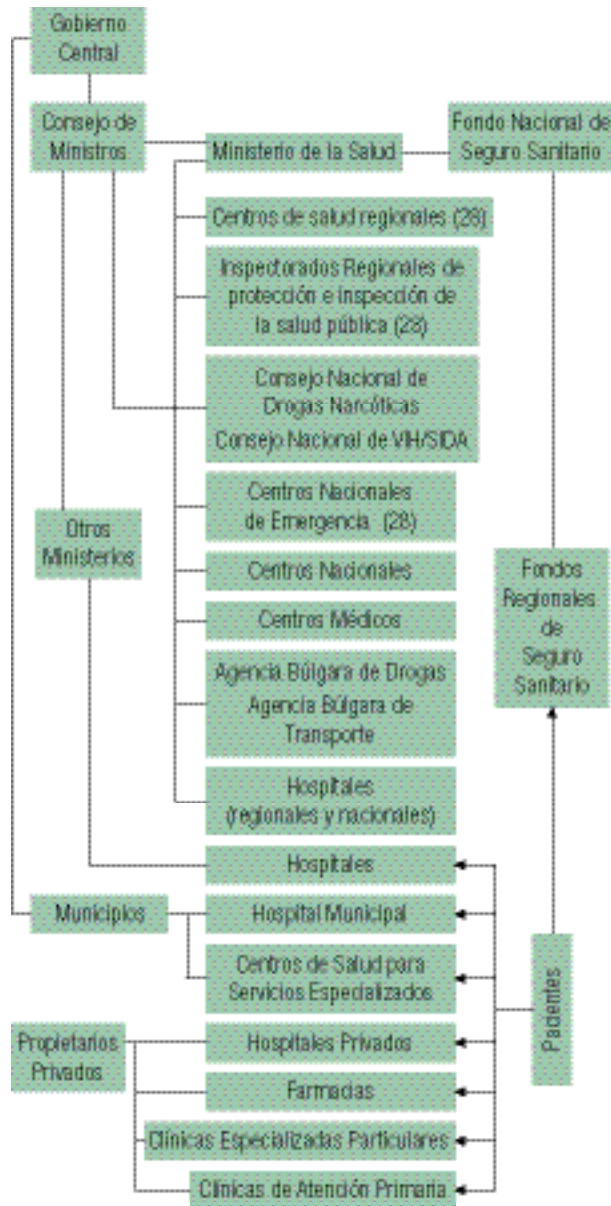 Gobierno
Central
Consejo de
Ministros
Ministerio de la Salud
Fondo Nacional de
Seguro Sanitario
Centros de salud regionales (28)
Inspectorados Regionales de
protección e inspección de
la salud pública (28)
Consejo Nacional de
Drogas Narcóticas
Consejo Nacional de VIH/SIDA
Centros Nacionales
de Emergencia (28)
Otros
Ministerios
Centros Nacionales
Fondos
Regionales
de
Seguro
Sanitario
Centros Médicos
Agencia Búlgara de Drogas
Agencia Búlgara de
Transporte
Hospitales
(regionales y nacionales)
Hospitales
Municipios
Hospital Municipal
Centros de Salud para
Servicios Especializados
Pacientes
Propietarios
Privados
Hospitales Privados
Farmacias
Clínicas Especializadas Particulares
Clínicas de Atención Primaria